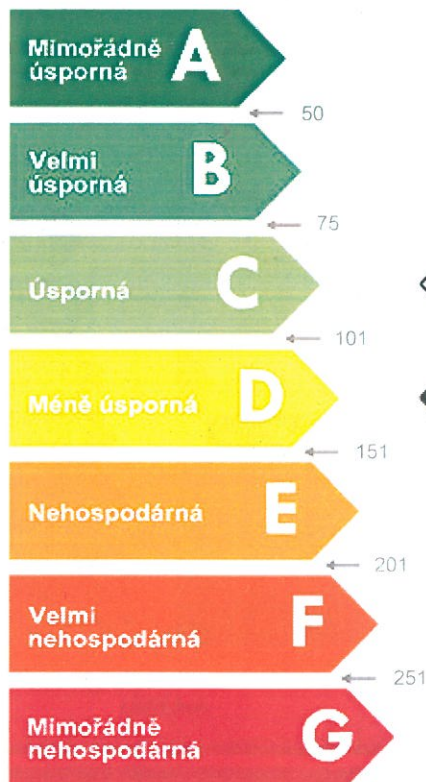 Mimořádně
úsporná
A
50
Velmi
úsporná
B
75
Úsporná
C
101
Méně úsporná
D
151
Nehospodárná
E
201
Velmi
nehospodárná
F
251
Mimořádně
nehospodárná
G